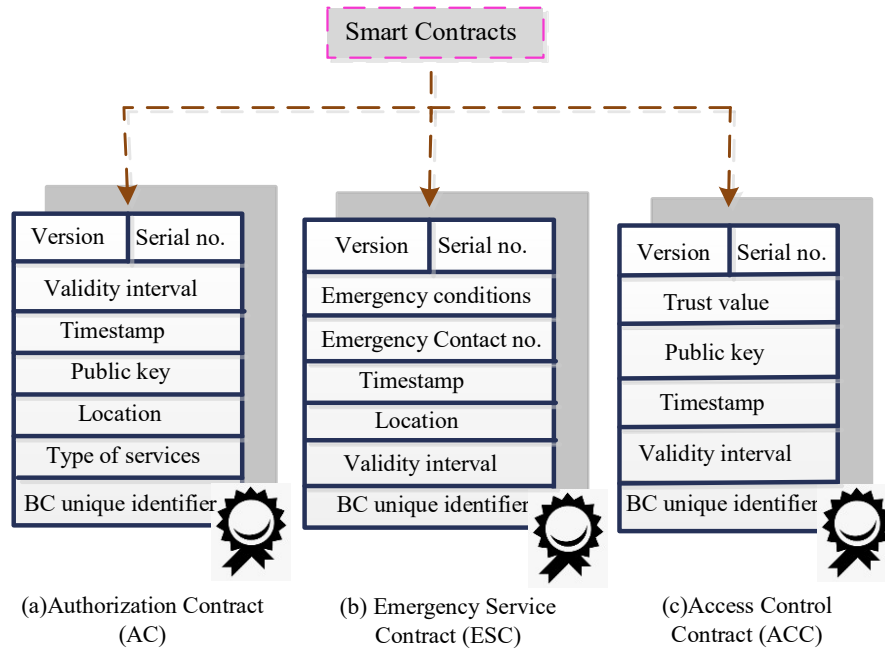 Smart Contracts
Version Serial no.
Validity interval
Timestamp
Public key
Location
Type of services
BC unique identifier
(a)Authorization Contract
(AC)
Version Serial no.
Emergency conditions
Emergency Contact no.
Timestamp
Location
Validity interval
BC unique identifier
(b) Emergency Service
Contract (ESC)
Version Serial no.
Trust value
Public key
Timestamp
Validity interval
BC unique identifier
(c)Access Control
Contract (ACC)